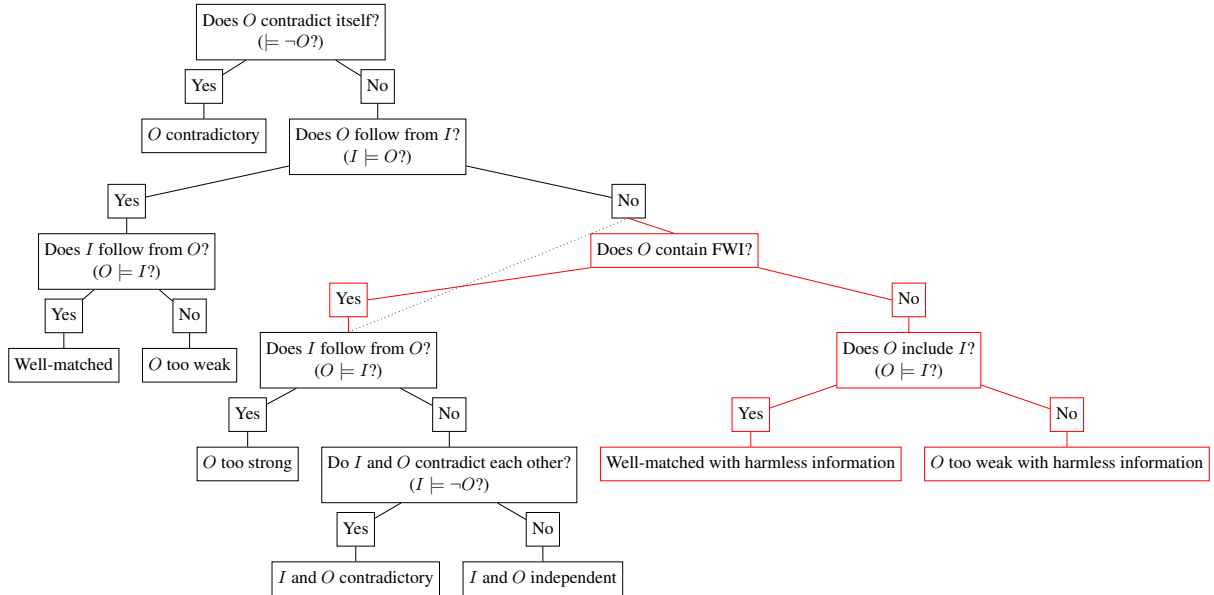 Does O contradict itself?
(⊨ ¬O?)
Yes
No
O contradictory
Does O follow from I?
(I ⊨ O?)
Yes
No
Does I follow from O?
(O ⊨ I?)
Does O contain FWI?
Yes
No
Yes
No
Well-matched
O too weak
Does I follow from O?
(O ⊨ I?)
Does O include I?
(O ⊨ I?)
Yes
No
Yes
No
O too strong
Do I and O contradict each other?
(I ⊨ ¬O?)
Well-matched with harmless information
O too weak with harmless information
Yes
No
I and O contradictory
I and O independent